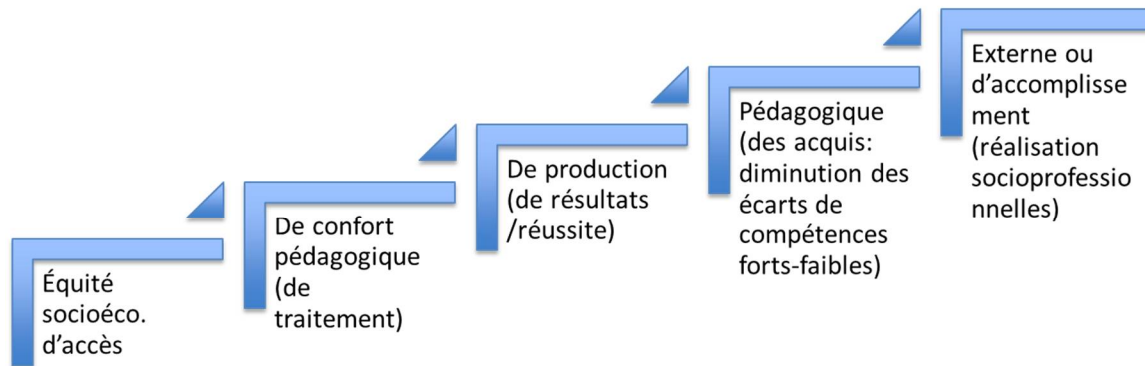 Équité
socioéco.
d'accès
De confort
pédagogique
(de
traitement)
De production
(de résultats
/réussite)
Pédagogique
(des acquis:
diminution des
écarts de
compétences
forts-faibles)
Externe ou
d'accomplisse
ment
(réalisation
socioprofessio
nnelles)